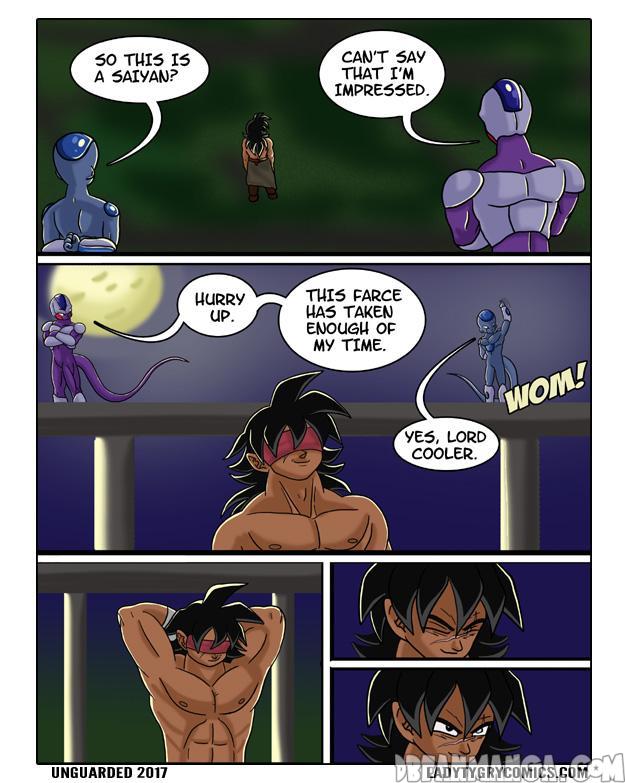 SO THIS IS
A SAIYAN?
CAN'T SAY
THAT I'M
IMPRESSED.
HURRY
UP.
THIS FARCE
HAS TAKEN
ENOUGH OF
MY TIME.
WOM!
YES, LORD
COOLER.
UNGUARDED 2017
LADYTYGRYCOMICS.COM
DBFANMANGA.COM